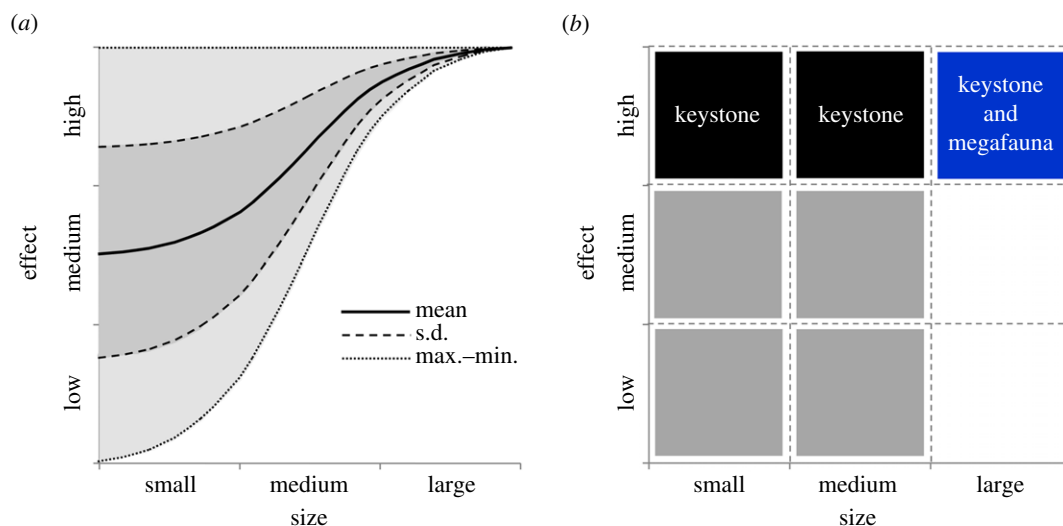 (a)
high
medium
low
effect
mean
s.d.
max.–min.
small
medium
large
size
(b)
high
medium
low
effect
keystone
keystone
keystone
and
megafauna
small
medium
large
size